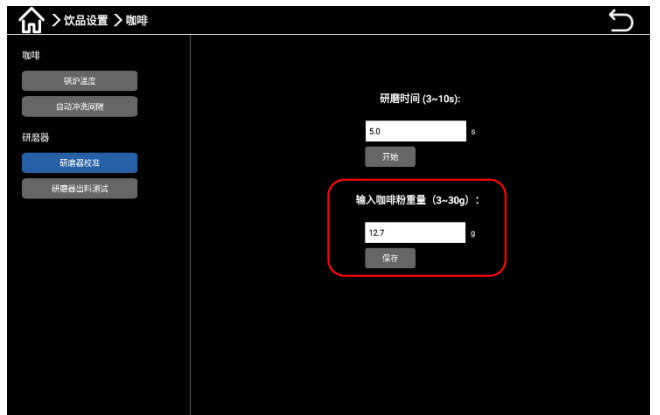 > 饮品设置 > 咖啡
咖啡
锅炉温度
自动冲洗间隔
研磨器
研磨器校准
研磨器出料测试
研磨时间 (3~10s):
5.0 s
开始
输入咖啡粉重量（3~30g）:
12.7 g
保存